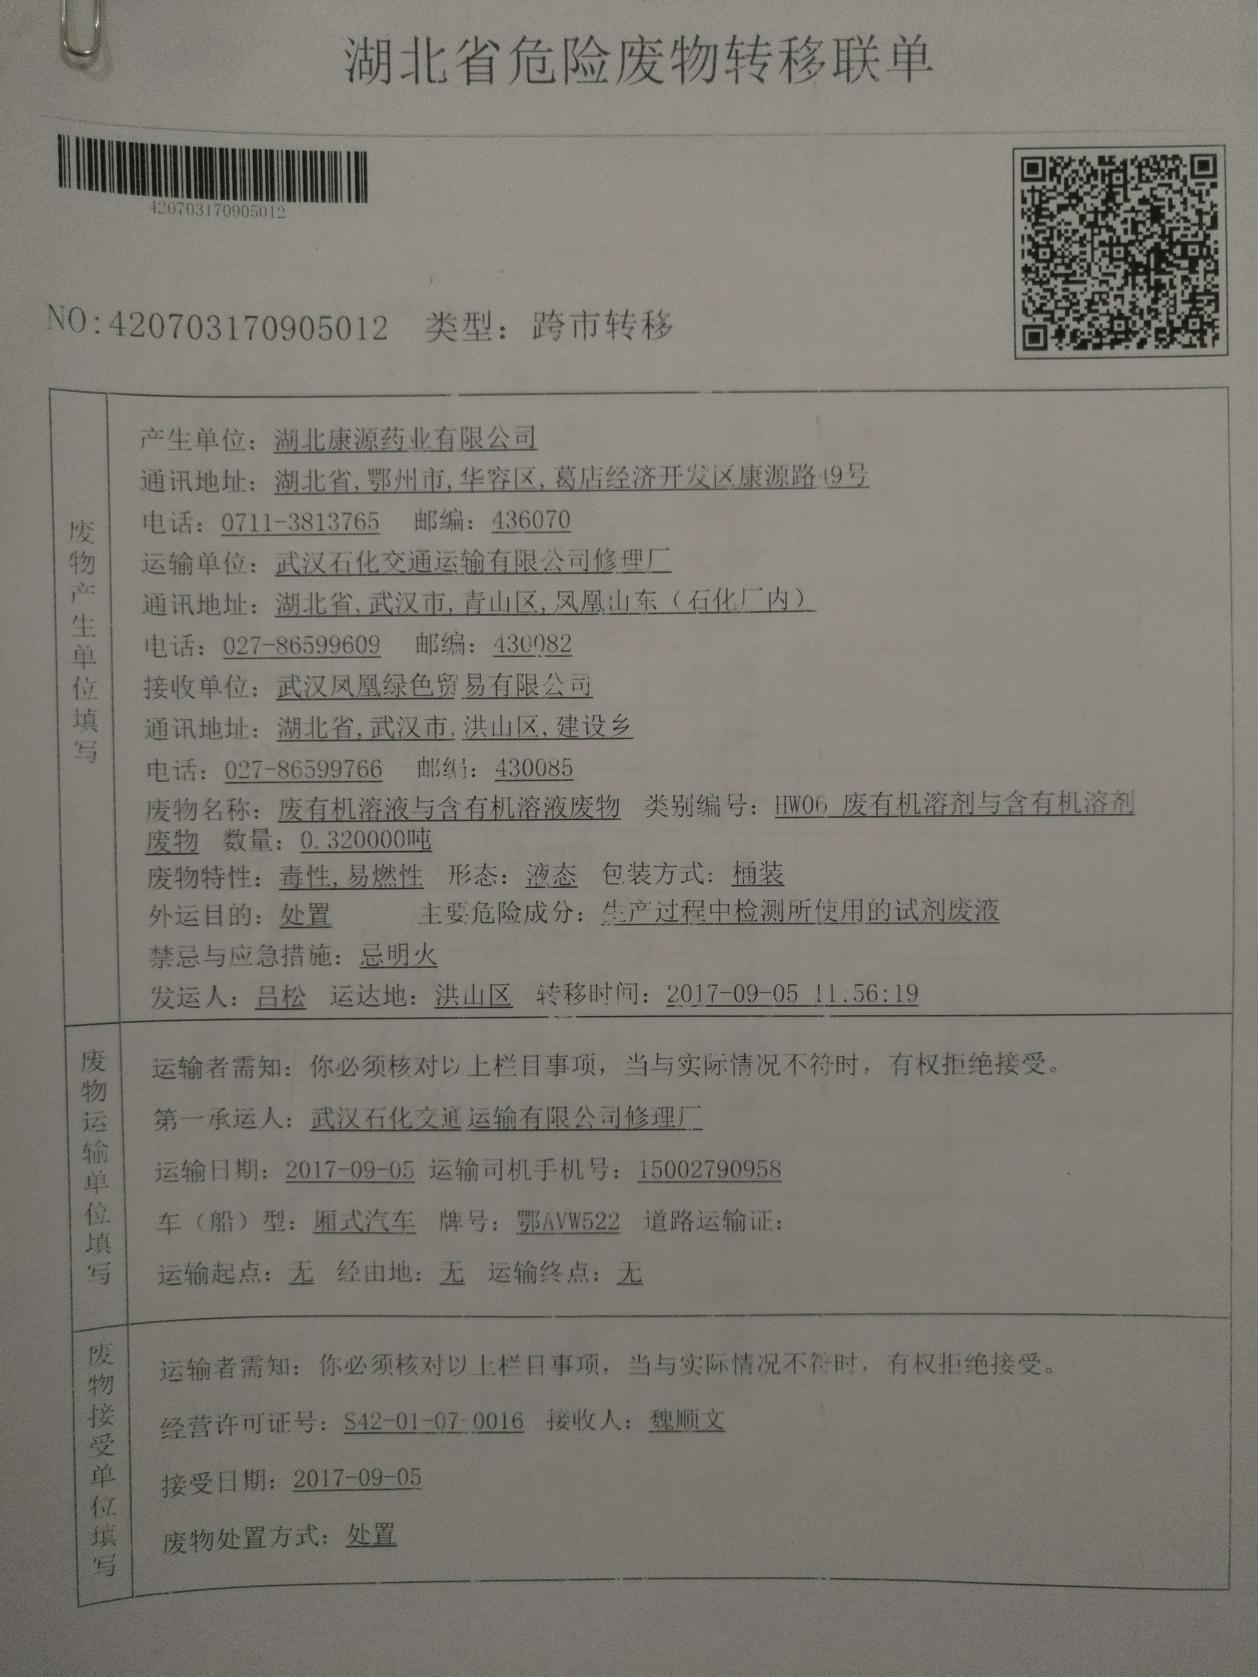 湖北省危险废物转移联单
420703170905012
NO:420703170905012 类型：跨市转移
废物产生单位填写
产生单位：湖北康源药业有限公司
通讯地址：湖北省,鄂州市,华容区,葛店经济开发区康源路49号
电话：0711-3813765 邮编：436070
运输单位：武汉石化交通运输有限公司修理厂
通讯地址：湖北省,武汉市,青山区,凤凰山东（石化厂内）
电话：027-86599609 邮编：430082
接收单位：武汉凤凰绿色贸易有限公司
通讯地址：湖北省,武汉市,洪山区,建设乡
电话：027-86599766 邮编：430085
废物名称：废有机溶液与含有机溶液废物 类别编号：HW06 废有机溶剂与含有机溶剂
废物 数量：0.320000吨
废物特性：毒性,易燃性 形态：液态 包装方式：桶装
外运目的：处置 主要危险成分：生产过程中检测所使用的试剂废液
禁忌与应急措施：忌明火
发运人：吕松 运达地：洪山区 转移时间：2017-09-05 11:56:19
废物运输单位填写
运输者需知：你必须核对以上栏目事项，当与实际情况不符时，有权拒绝接受。
第一承运人：武汉石化交通运输有限公司修理厂
运输日期：2017-09-05 运输司机手机号：15002790958
车（船）型：厢式汽车 牌号：鄂AVW522 道路运输证：
运输起点：无 经由地：无 运输终点：无
废物接受单位填写
运输者需知：你必须核对以上栏目事项，当与实际情况不符时，有权拒绝接受。
经营许可证号：S42-01-07-0016 接收人：魏顺文
接受日期：2017-09-05
废物处置方式：处置